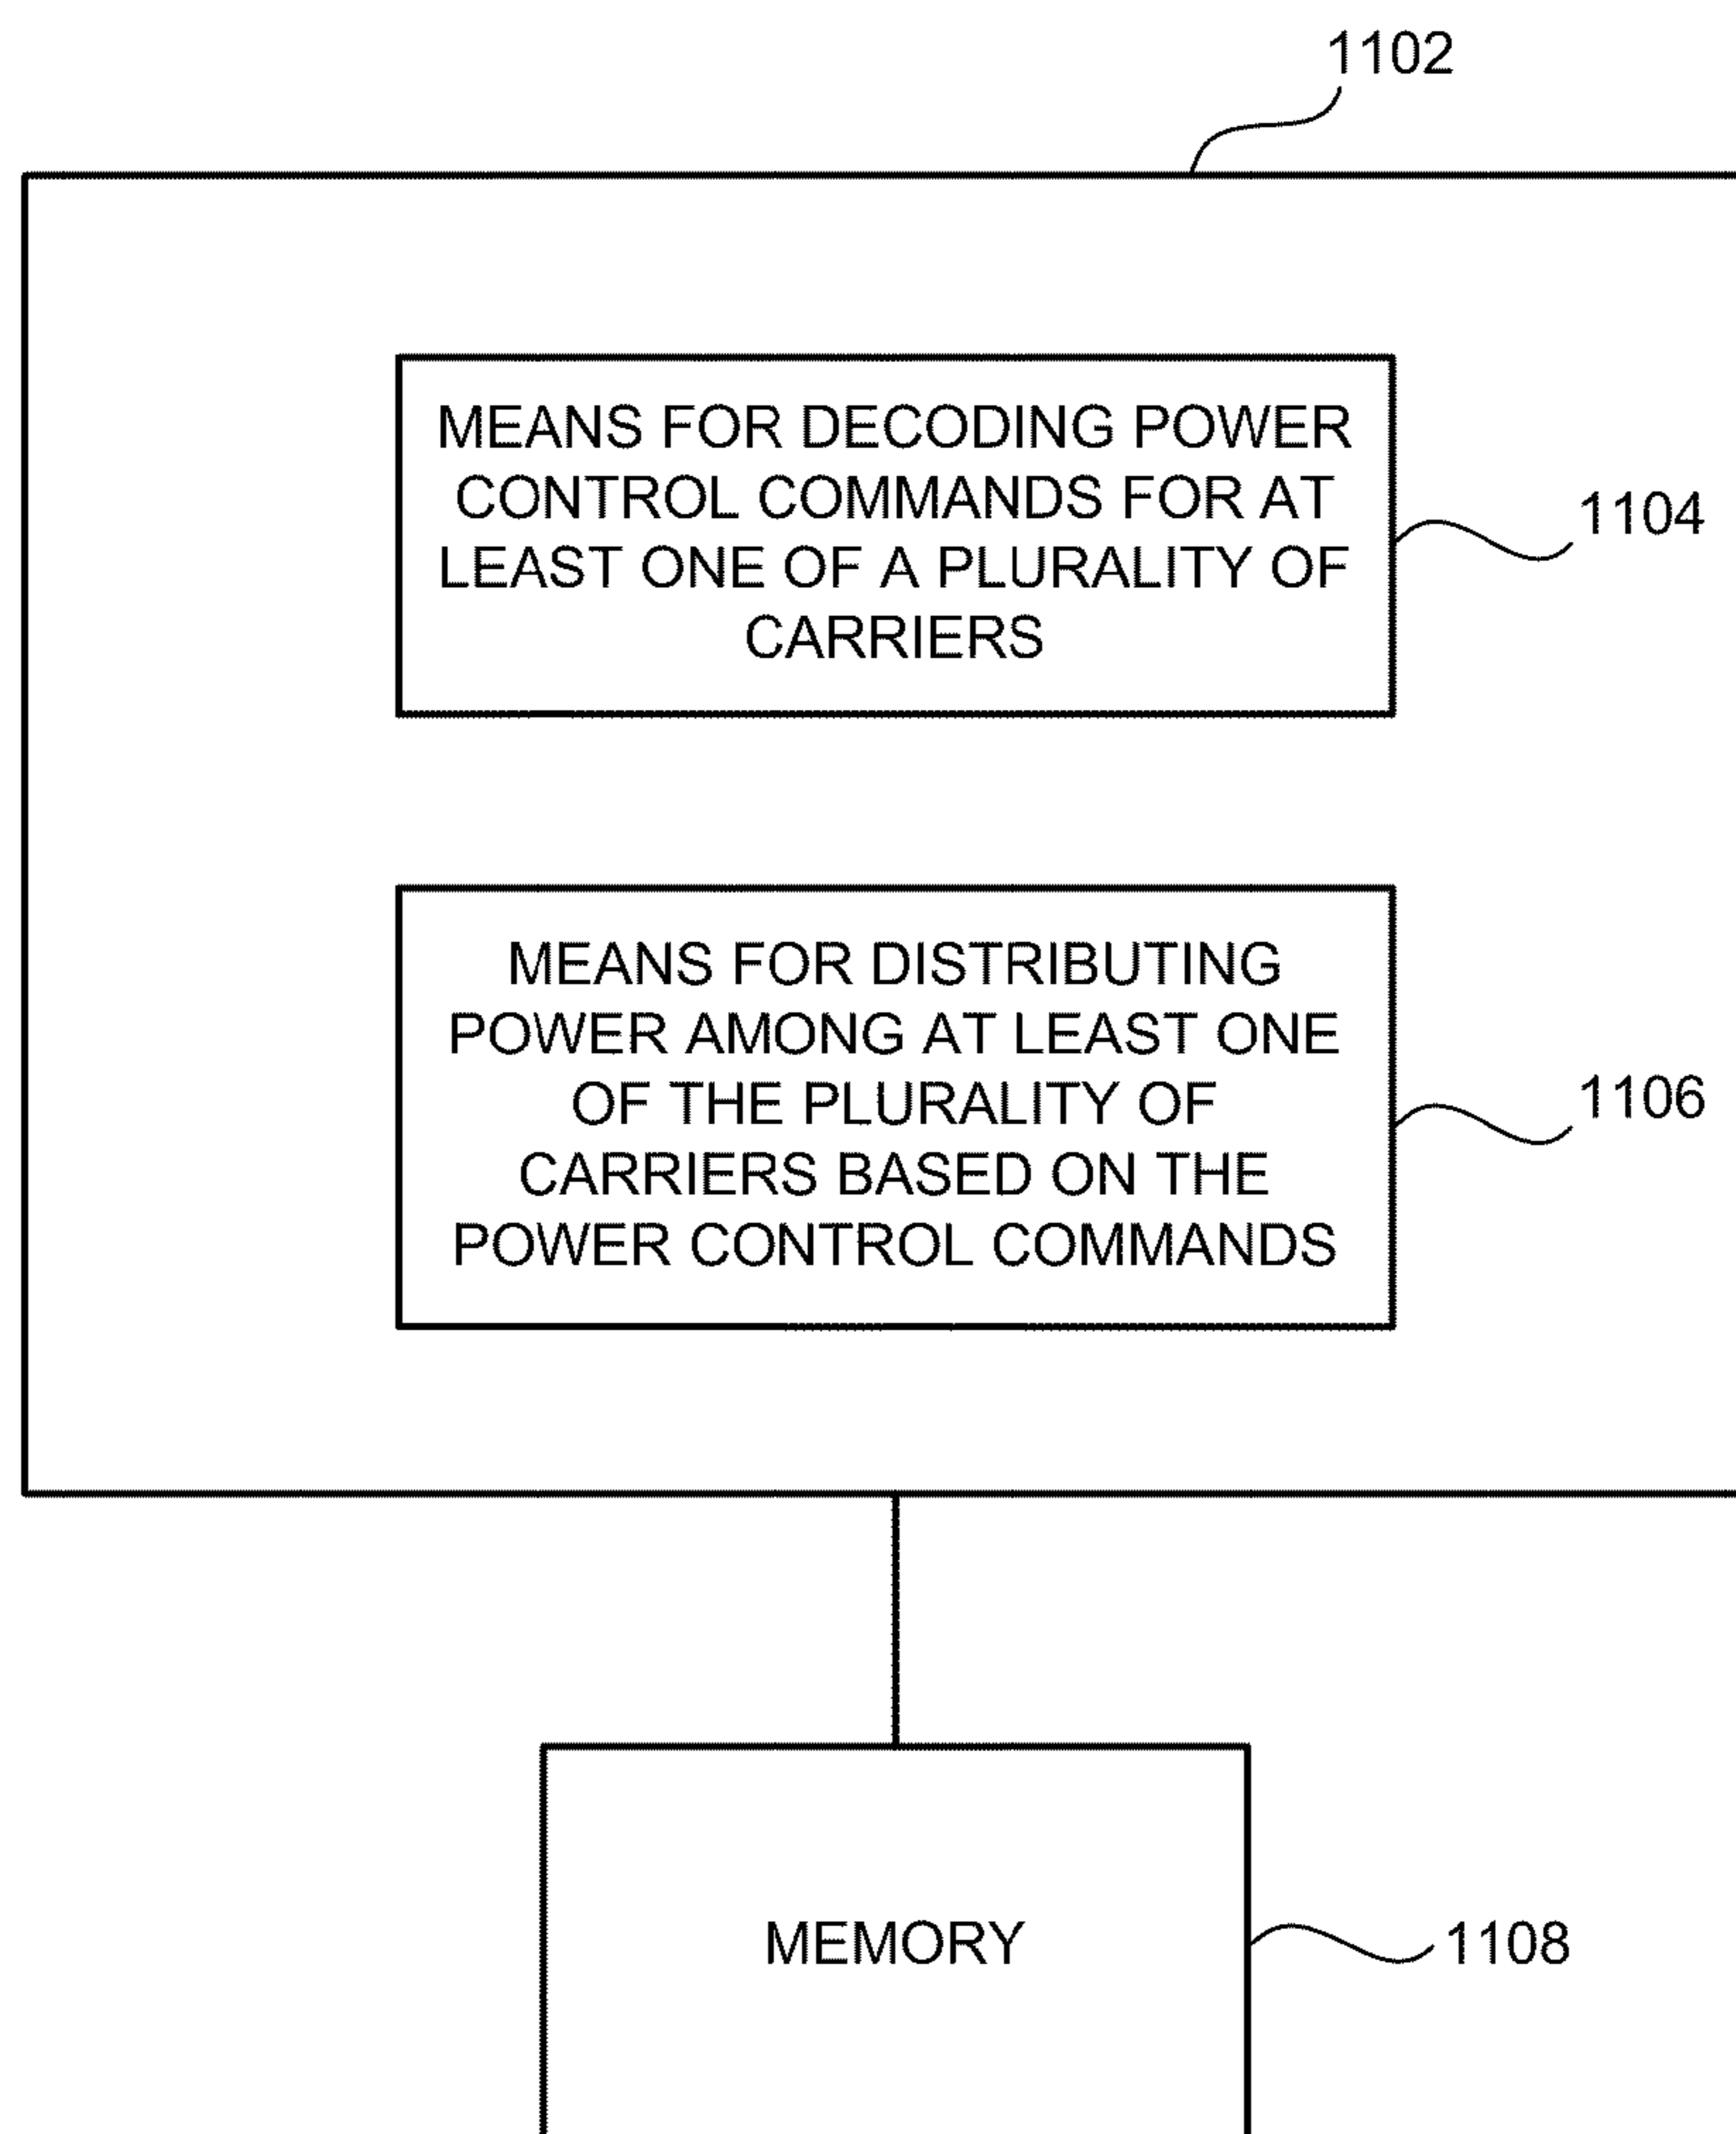 1102
MEANS FOR DECODING POWER
CONTROL COMMANDS FOR AT
LEAST ONE OF A PLURALITY OF
CARRIERS
1104
MEANS FOR DISTRIBUTING
POWER AMONG AT LEAST ONE
OF THE PLURALITY OF
CARRIERS BASED ON THE
POWER CONTROL COMMANDS
1106
MEMORY
1108